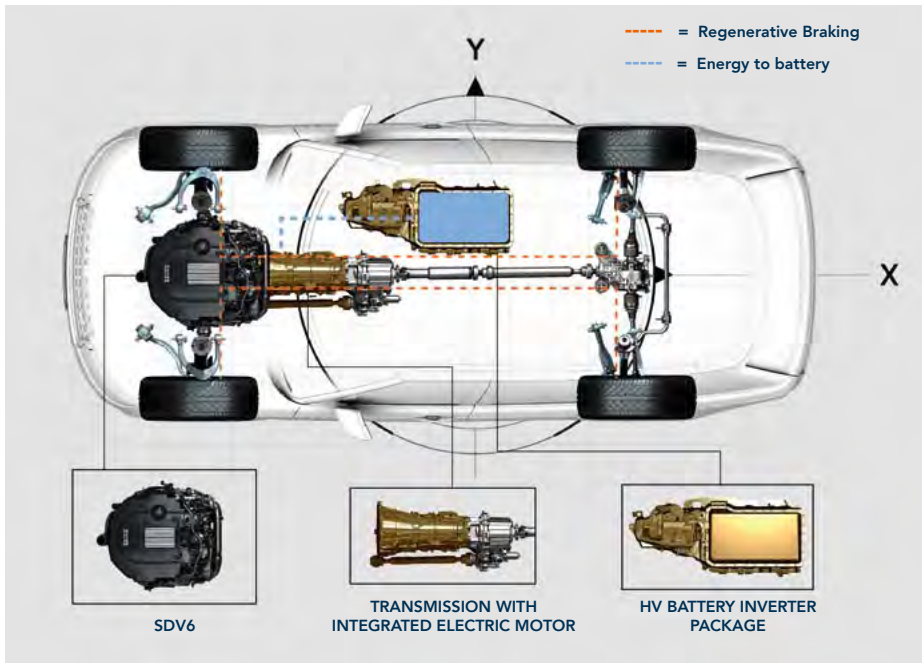 = Regenerative Braking
= Energy to battery
Y
X
SDV6
TRANSMISSION WITH
INTEGRATED ELECTRIC MOTOR
HV BATTERY INVERTER
PACKAGE